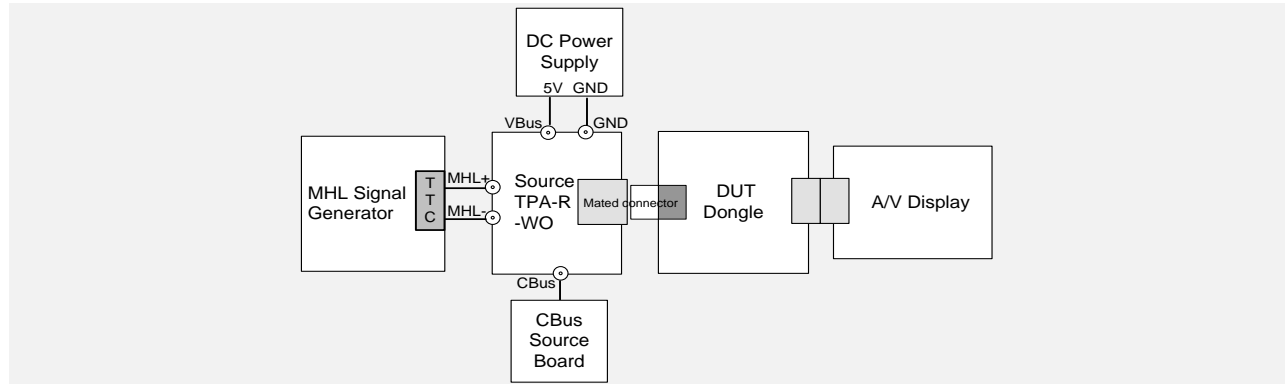 DC Power
Supply
5V GND
VBus
GND
MHL Signal
Generator
T
T
C
MHL+
MHL-
Source
TPA-R
-WO
Mated connector
DUT
Dongle
A/V Display
CBus
CBus
Source
Board